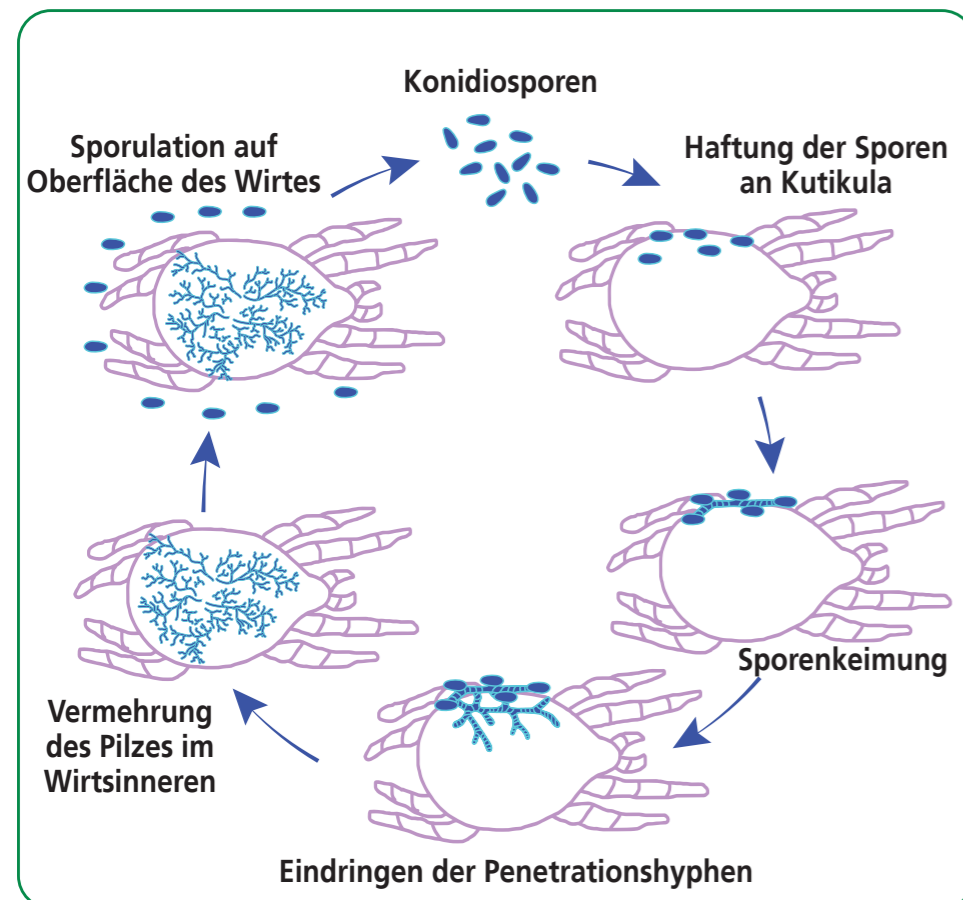 Konidiosporen
Haftung der Sporen
an Kutikula
Sporenkeimung
Eindringen der Penetrationshyphen
Vermehrung
des Pilzes im
Wirtsinneren
Sporulation auf
Oberfläche des Wirtes